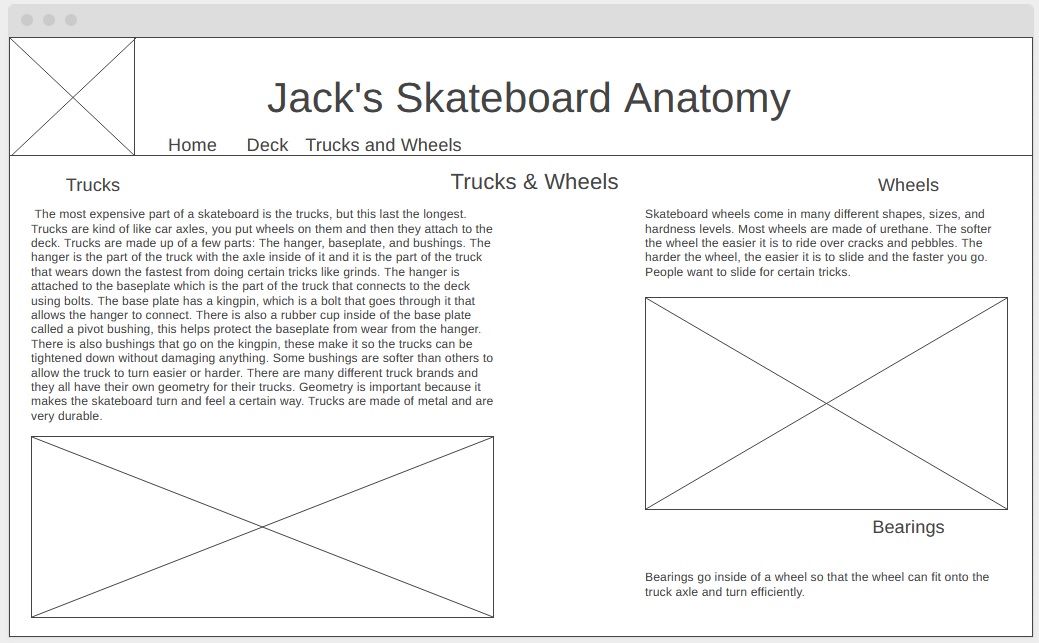 Jack's Skateboard Anatomy
Home Deck Trucks and Wheels
Trucks & Wheels
Trucks
The most expensive part of a skateboard is the trucks, but this last the longest.
Trucks are kind of like car axles, you put wheels on them and then they attach to the
deck. Trucks are made up of a few parts: The hanger, baseplate, and bushings. The
hanger is the part of the truck with the axle inside of it and it is the part of the truck
that wears down the fastest from doing certain tricks like grinds. The hanger is
attached to the baseplate which is the part of the truck that connects to the deck
using bolts. The base plate has a kingpin, which is a bolt that goes through it that
allows the hanger to connect. There is also a rubber cup inside of the base plate
called a pivot bushing, this helps protect the baseplate from wear from the hanger.
There is also bushings that go on the kingpin, these make it so the trucks can be
tightened down without damaging anything. Some bushings are softer than others to
allow the truck to turn easier or harder. There are many different truck brands and
they all have their own geometry for their trucks. Geometry is important because it
makes the skateboard turn and feel a certain way. Trucks are made of metal and are
very durable.
Wheels
Skateboard wheels come in many different shapes, sizes, and
hardness levels. Most wheels are made of urethane. The softer
the wheel the easier it is to ride over cracks and pebbles. The
harder the wheel, the easier it is to slide and the faster you go.
People want to slide for certain tricks.
Bearings
Bearings go inside of a wheel so that the wheel can fit onto the
truck axle and turn efficiently.